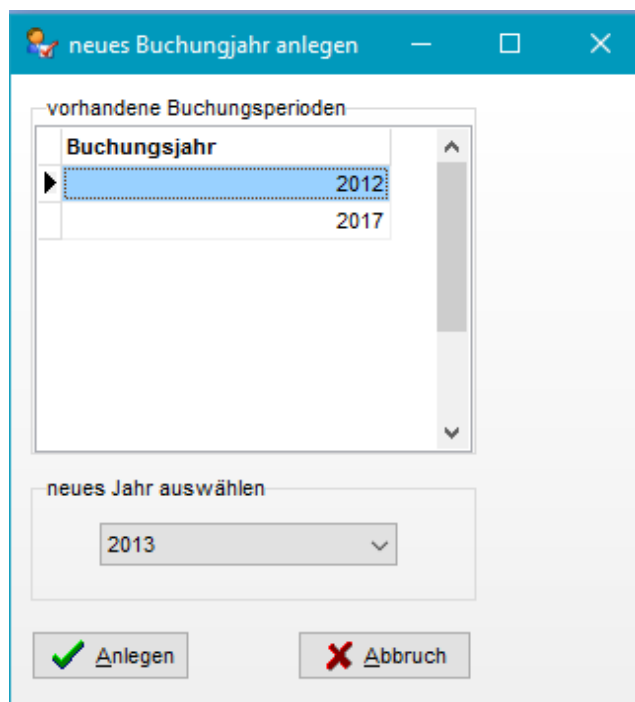 neues Buchungjahr anlegen
vorhandene Buchungsperioden
Buchungsjahr
2012
2017
neues Jahr auswählen
2013
Anlegen Abbruch